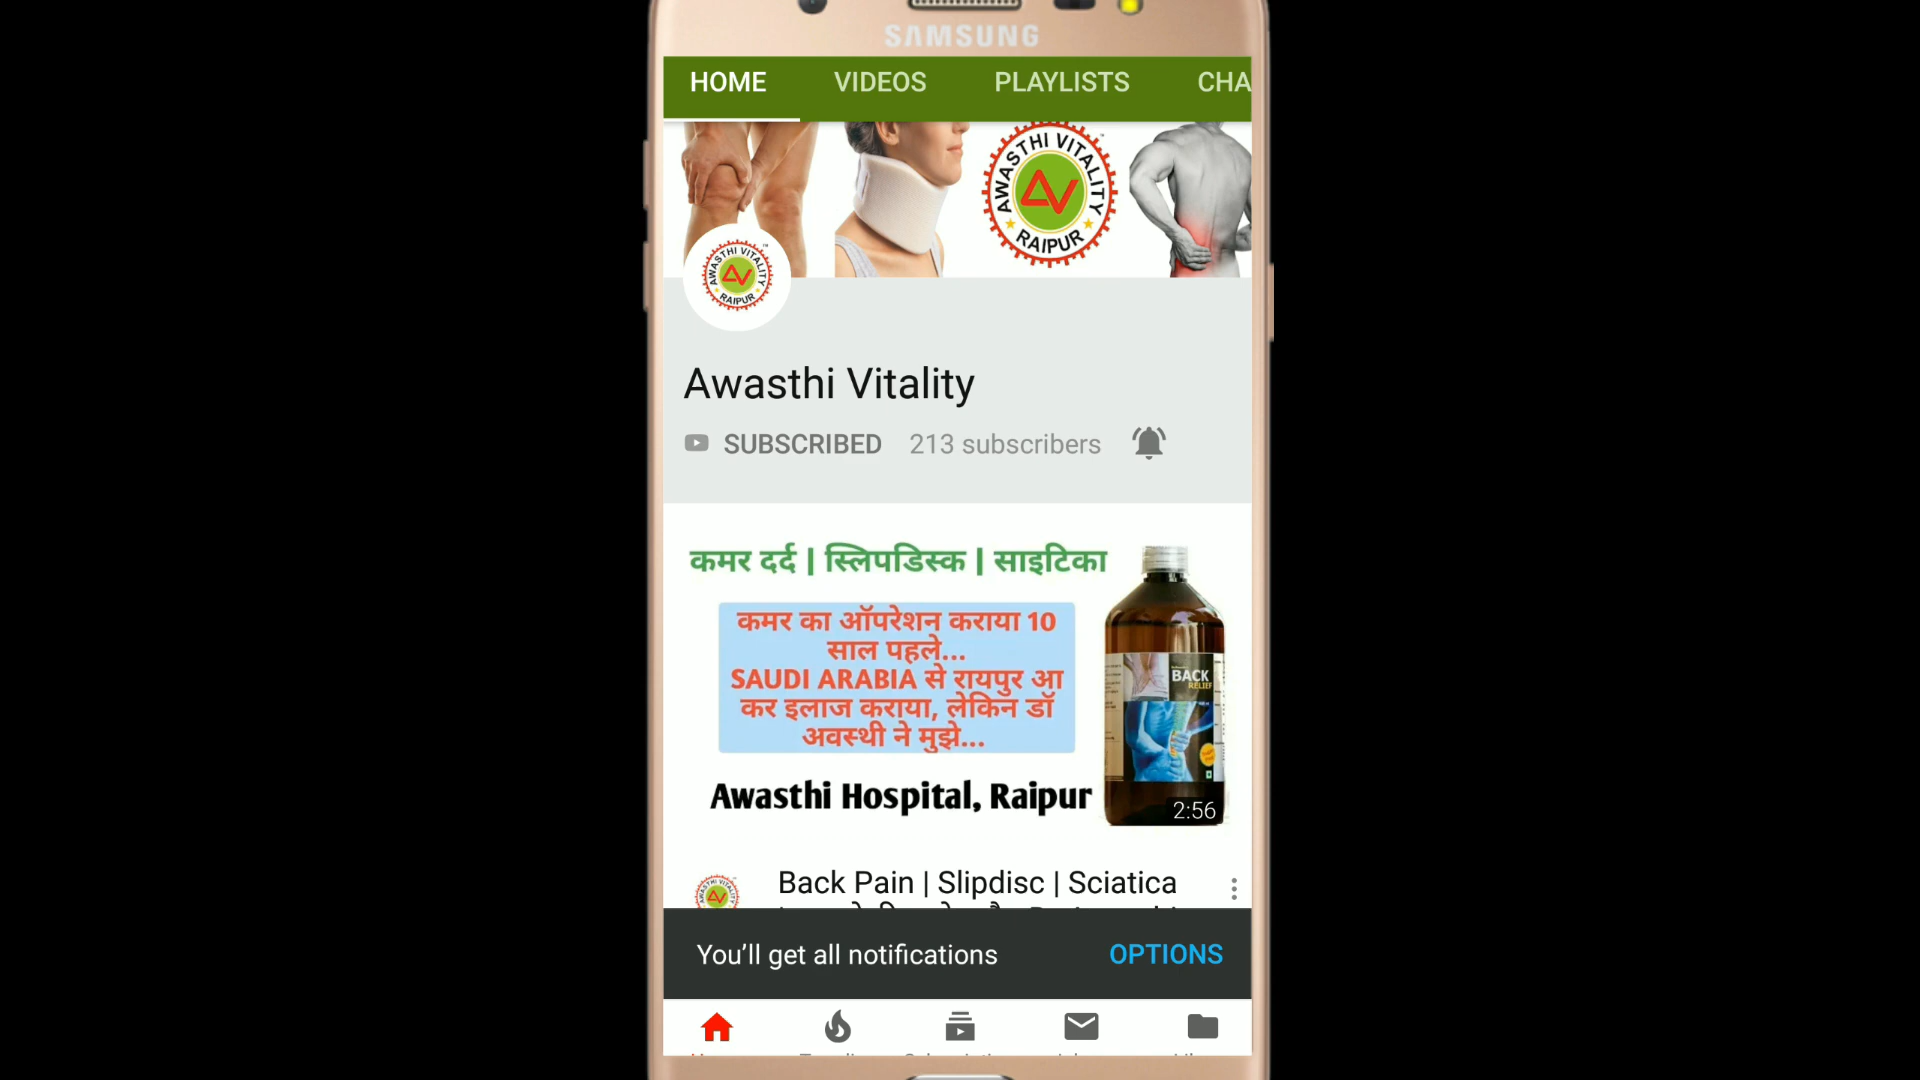 SAMSUNG
HOME VIDEOS PLAYLISTS CHA
AWASTHI VITALITY
RAIPUR
AWASTHI VITALITY
RAIPUR
Awasthi Vitality
SUBSCRIBED 213 subscribers
कमर दर्द | स्लिपडिस्क | साइटिका
कमर का ऑपरेशन कराया 10
साल पहले...
SAUDI ARABIA से रायपुर आ
कर इलाज कराया, लेकिन डॉ
अवस्थी ने मुझे...
BACK
RELIEF
Awasthi Hospital, Raipur
2:56
Back Pain | Slipdisc | Sciatica
You’ll get all notifications OPTIONS